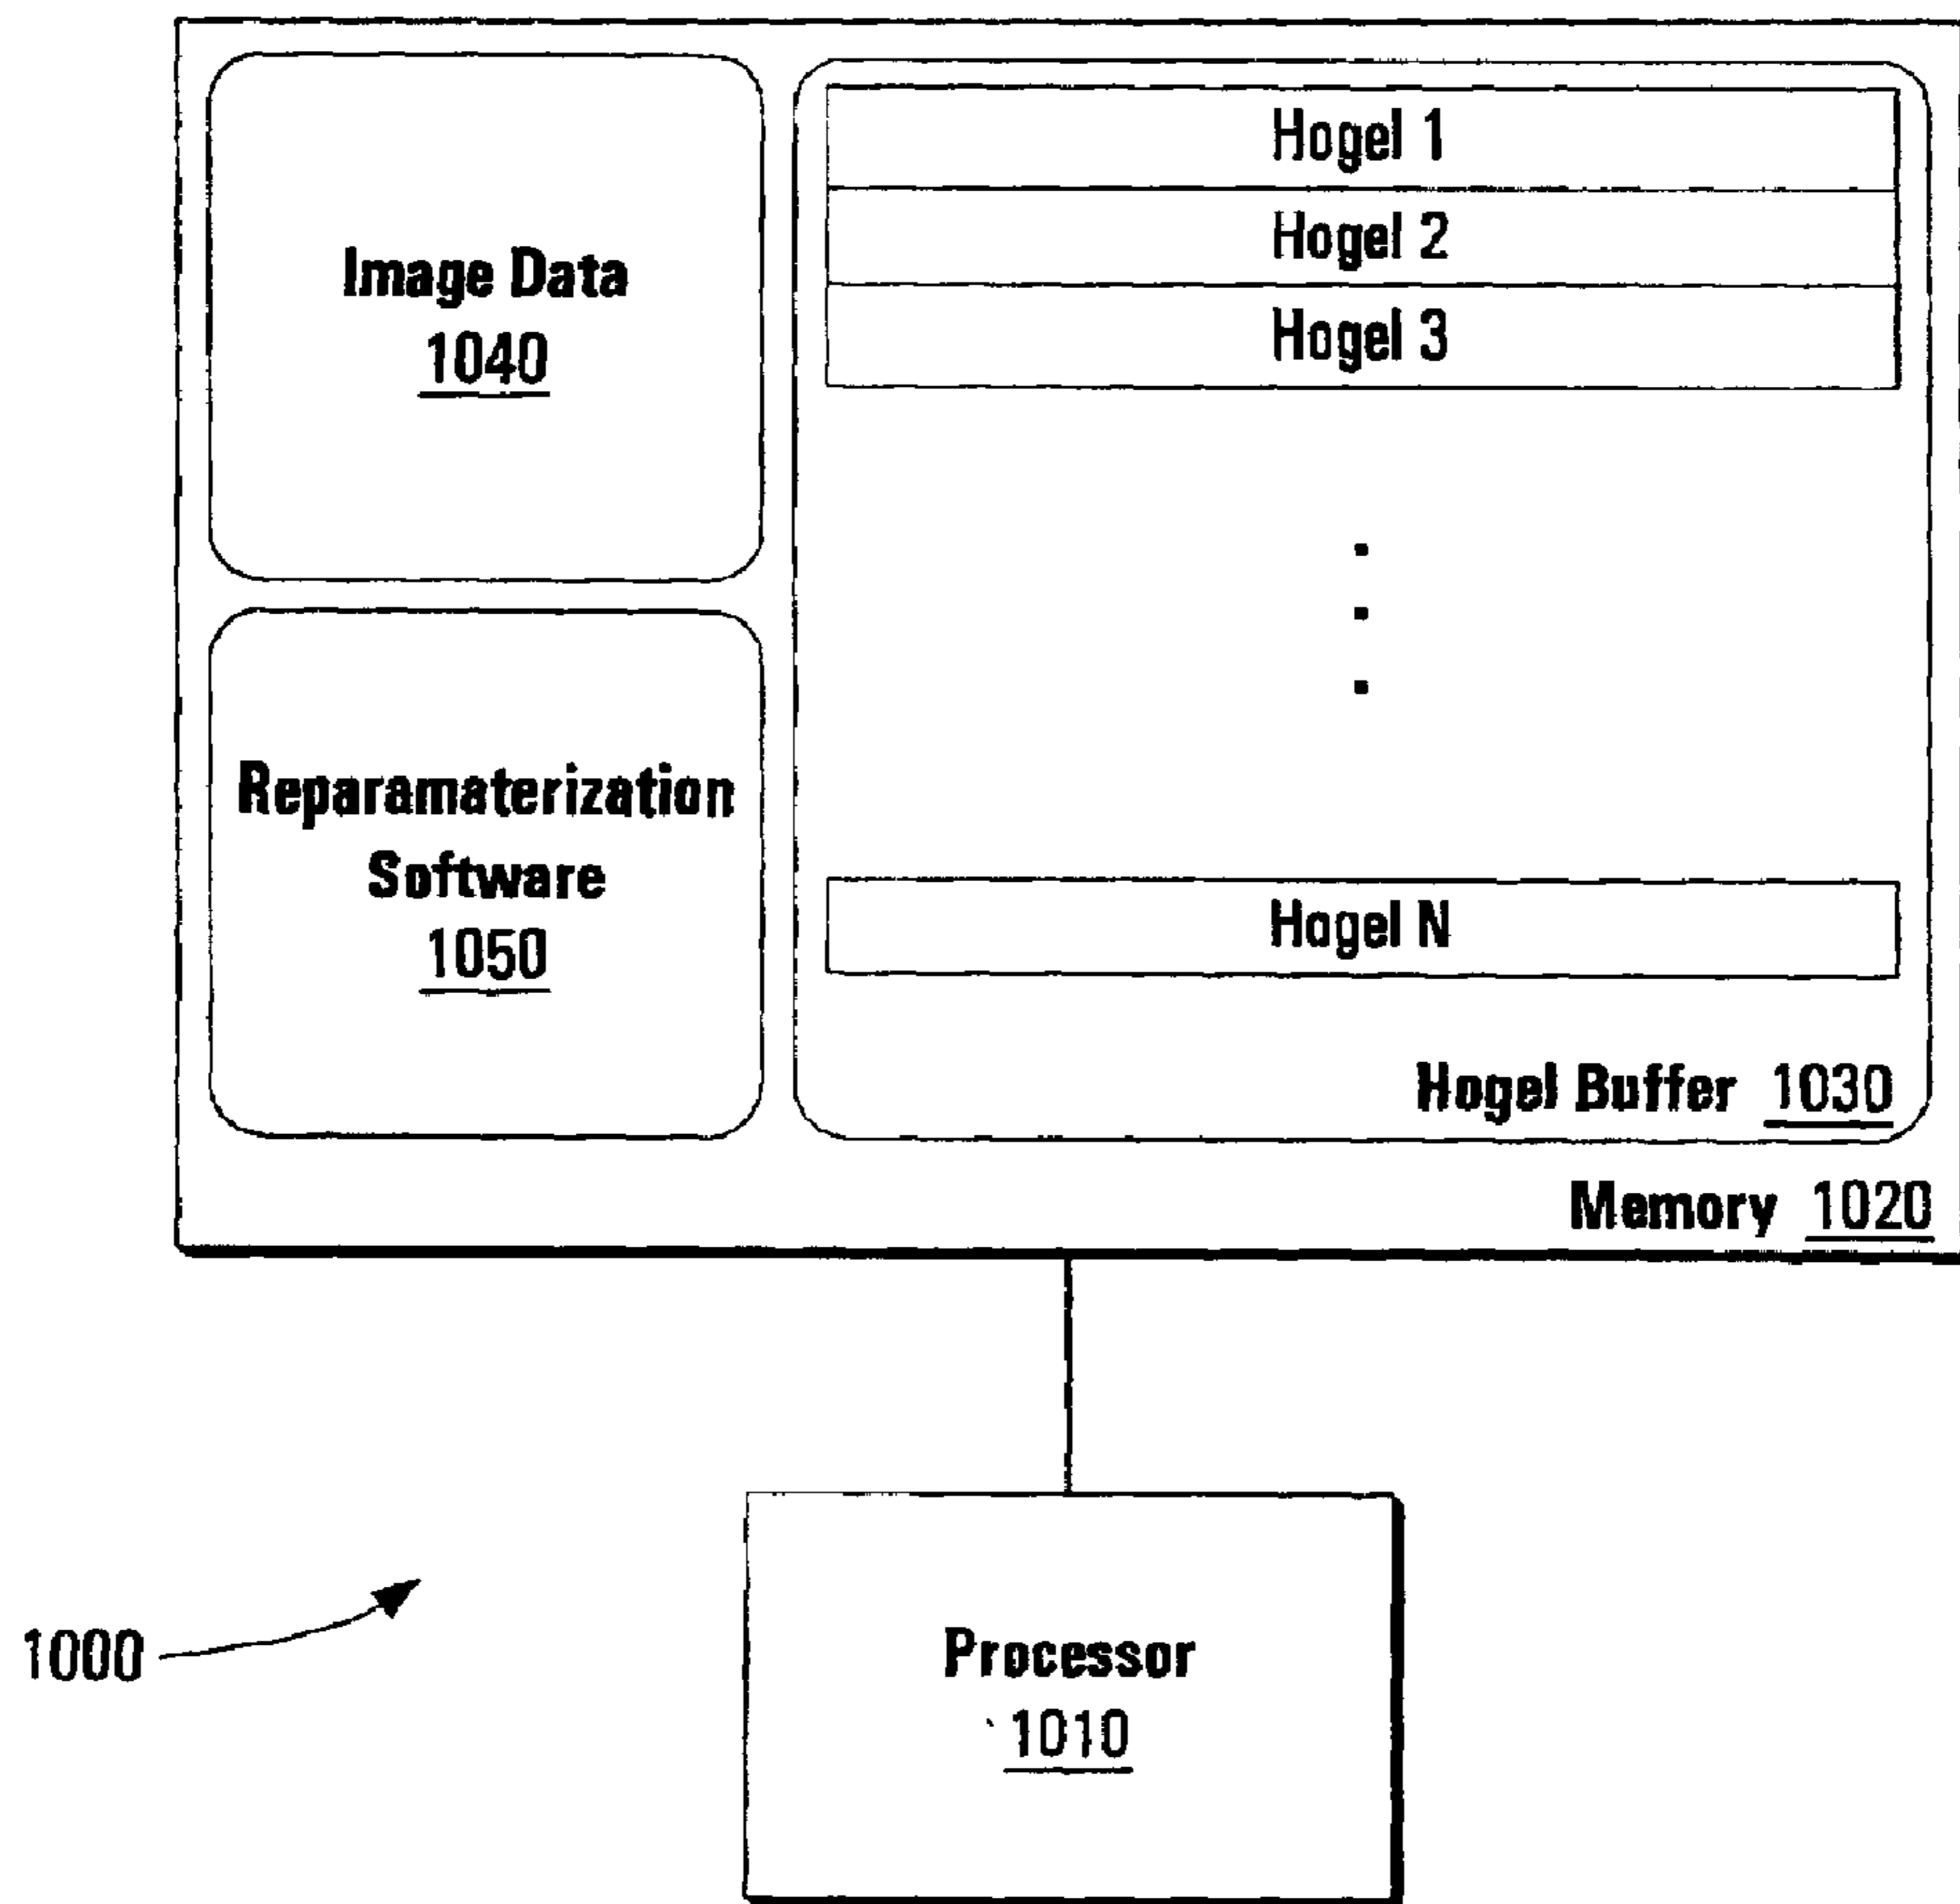 Image Data
1040
Reparamaterization
Software
1050
Hogel 1
Hogel 2
Hogel 3
Hogel N
Hogel Buffer 1030
Memory 1020
1000
Processor
1010